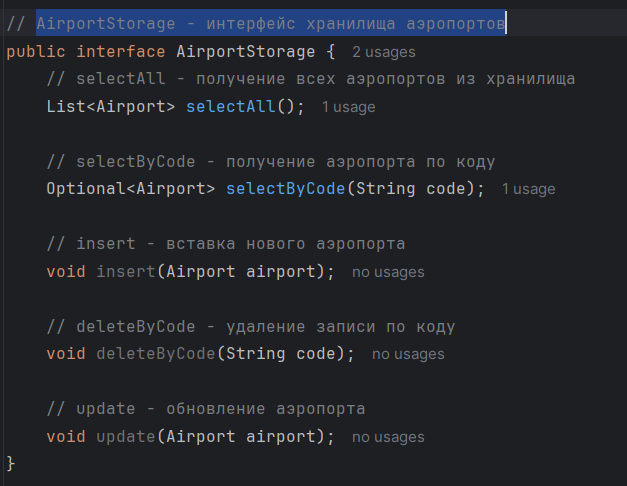 // AirportStorage - интерфейс хранилища аэропортов
public interface AirportStorage { 2 usages
// selectAll - получение всех аэропортов из хранилища
List<Airport> selectAll(); 1 usage
// selectByCode - получение аэропорта по коду
Optional<Airport> selectByCode(String code); 1 usage
// insert - вставка нового аэропорта
void insert(Airport airport); no usages
// deleteByCode - удаление записи по коду
void deleteByCode(String code); no usages
// update - обновление аэропорта
void update(Airport airport); no usages
}